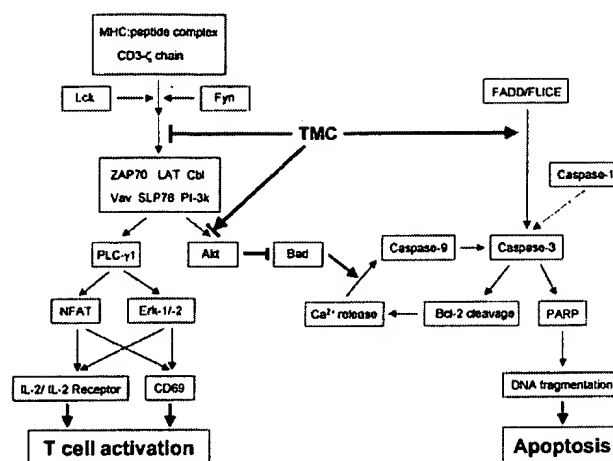 MHC:peptide complex
CD3-ζ chain
Lck
Fyn
FADD/FLICE
TMC
ZAP70 LAT Cbl
Vav SLP76 PI-3k
Caspase-1
PLC-γ1
Akt
Bad
Caspase-9
Caspase-3
NFAT
Erk-1/-2
Ca²⁺ release
Bcl-2 cleavage
PARP
IL-2/ IL-2 Receptor
CD69
DNA fragmentation
T cell activation
Apoptosis